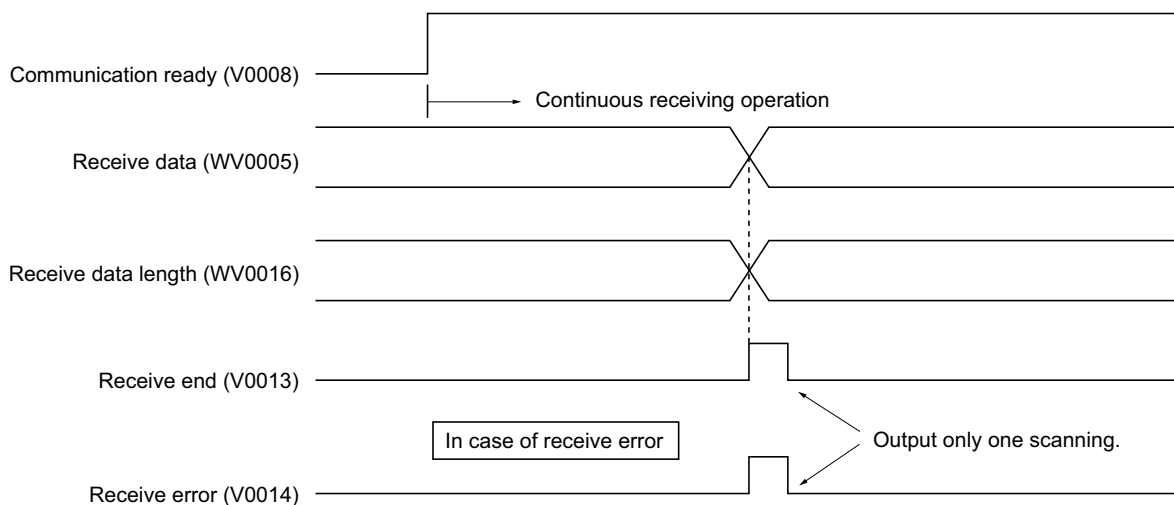 Communication ready (V0008)
Continuous receiving operation
Receive data (WV0005)
Receive data length (WV0016)
Receive end (V0013)
In case of receive error
Output only one scanning.
Receive error (V0014)